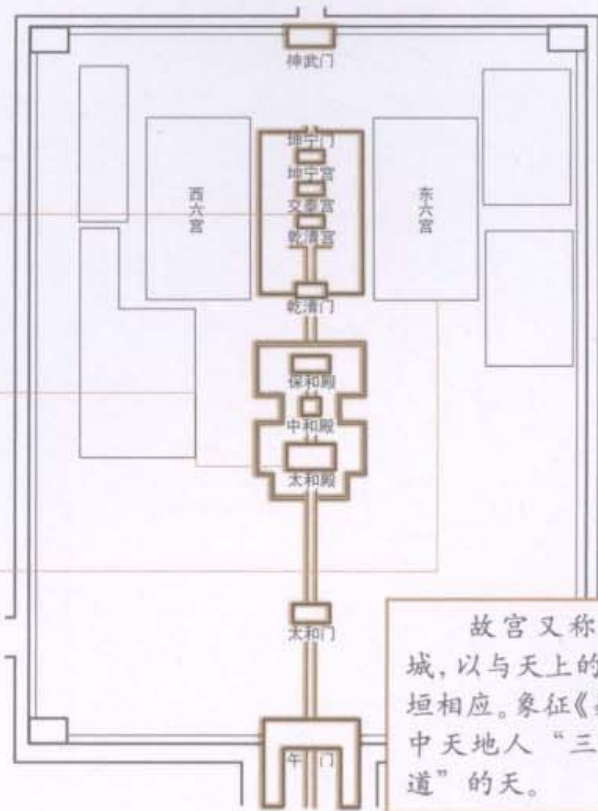 神武门
坤宁门
坤宁宫
交泰宫
乾清宫
西六宫
东六宫
乾清门
保和殿
中和殿
太和殿
太和门
午门
故宫又称
城,以与天上的
垣相应。象征《
中天地人“三
道”的天。